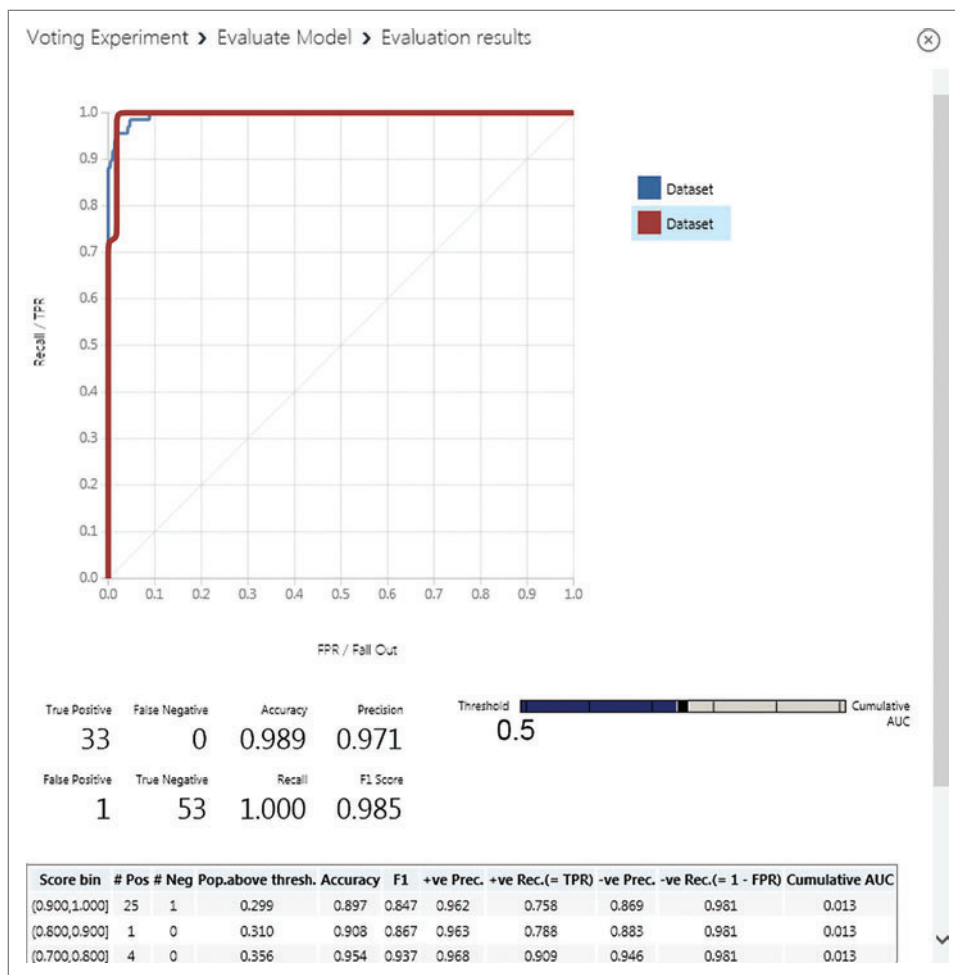 Voting Experiment > Evaluate Model > Evaluation results
1.0
0.9
0.8
0.7
0.6
0.5
0.4
0.3
0.2
0.1
0.0
Recall / TPR
0.0 0.1 0.2 0.3 0.4 0.5 0.6 0.7 0.8 0.9 1.0
FPR / Fall Out
Dataset
Dataset
True Positive False Negative Accuracy Precision
33 0 0.989 0.971
False Positive True Negative Recall F1 Score
1 53 1.000 0.985
Threshold Cumulative AUC
0.5
Score bin # Pos # Neg Pop.above thresh. Accuracy F1 +ve Prec. +ve Rec.(= TPR) -ve Prec. -ve Rec.(= 1 - FPR) Cumulative AUC
(0.900,1.000] 25 1 0.299 0.897 0.847 0.962 0.758 0.869 0.981 0.013
(0.800,0.900] 1 0 0.310 0.908 0.867 0.963 0.788 0.883 0.981 0.013
(0.700,0.800] 4 0 0.356 0.954 0.937 0.968 0.909 0.946 0.981 0.013